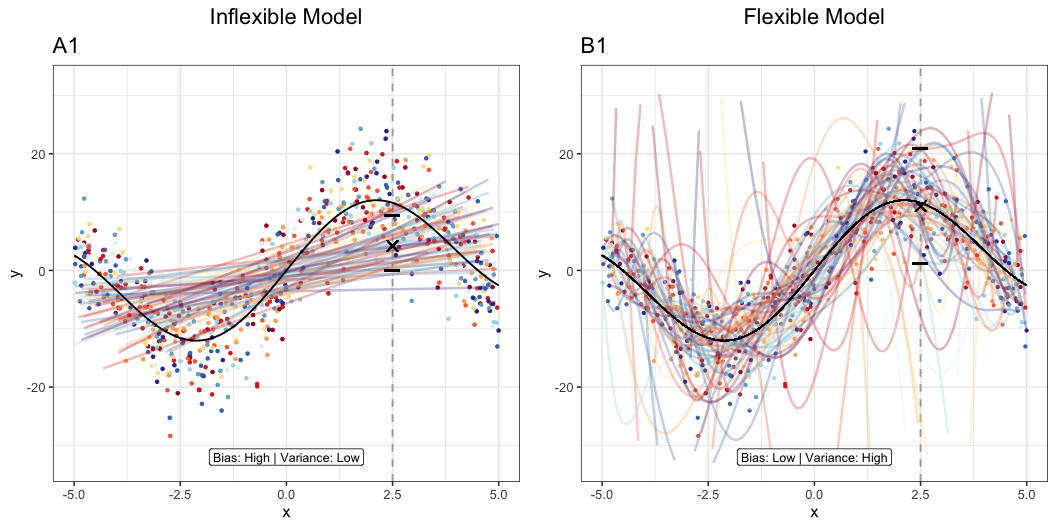 Inflexible Model
A1
y
20
0
-20
Bias: High | Variance: Low
-5.0 -2.5 0.0 2.5 5.0
x
Flexible Model
B1
y
20
0
-20
Bias: Low | Variance: High
-5.0 -2.5 0.0 2.5 5.0
x